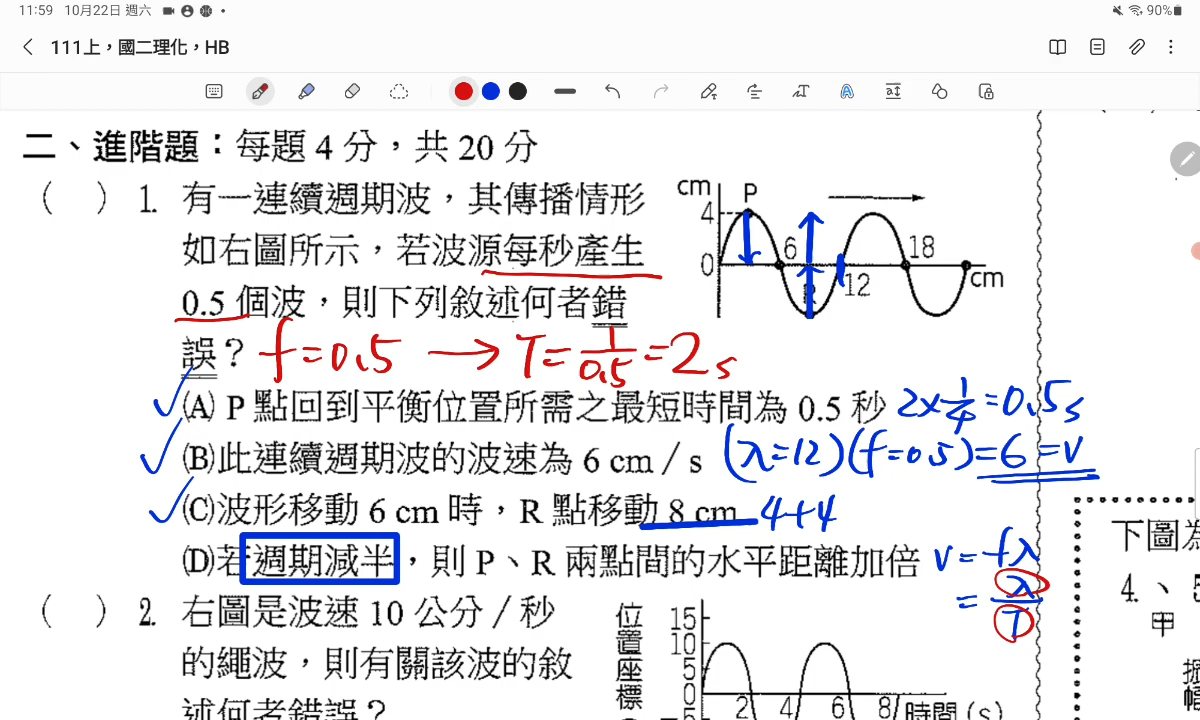 11:59 10月22日 週六 90%
111上，國二理化，HB
二、進階題：每題 4 分，共 20 分
( ) 1. 有一連續週期波，其傳播情形
如右圖所示，若波源每秒產生
0.5 個波，則下列敘述何者錯
誤？ f=0.5 → T=1/0.5=2s
cm P
4
0 6 12 18 cm
R
(A) P 點回到平衡位置所需之最短時間為 0.5 秒 2×1/4=0.5s
(B)此連續週期波的波速為 6 cm／s (λ=12)(f=0.5)=6=v
(C)波形移動 6 cm 時，R 點移動 8 cm 4+4
(D)若週期減半，則 P、R 兩點間的水平距離加倍 v=fλ
=λ/T
( ) 2. 右圖是波速 10 公分／秒
的繩波，則有關該波的敘
述何者錯誤？
位置座標
15
10
5
0
2 4 6 8 時間(s)
下圖為
4.、5
甲